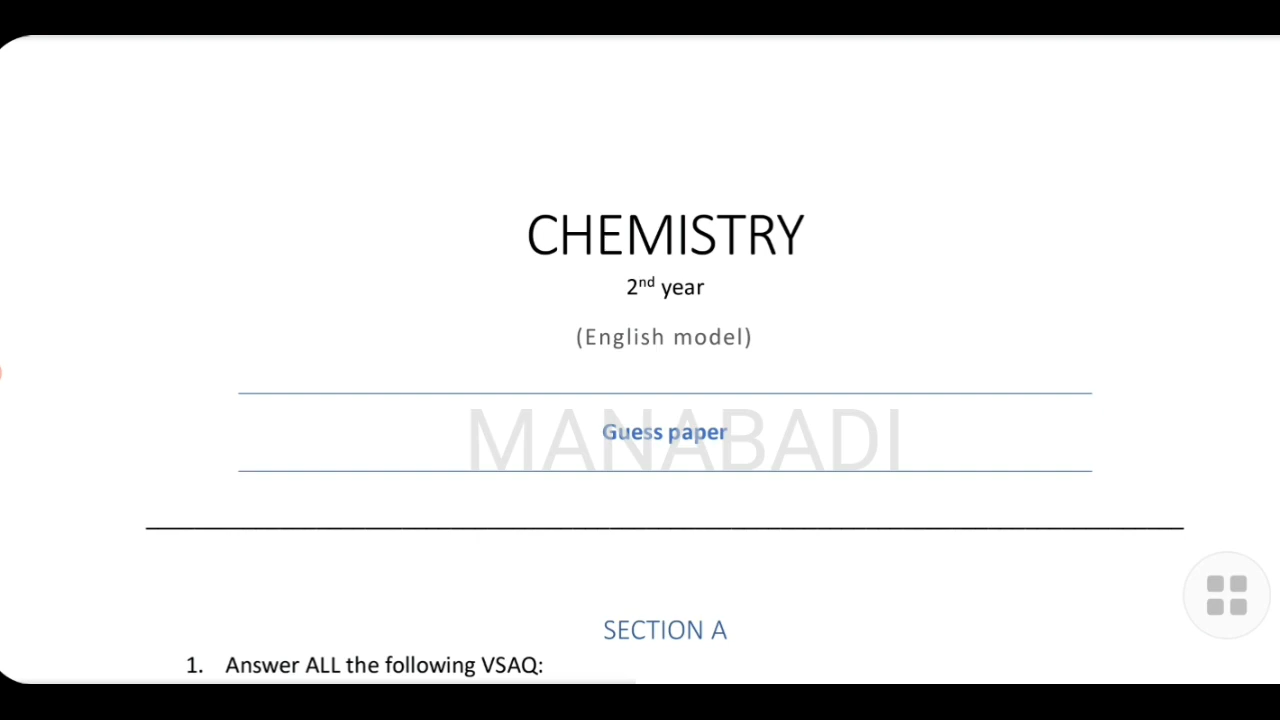 CHEMISTRY
2nd year
(English model)
MANABADI
Guess paper
SECTION A
1. Answer ALL the following VSAQ: